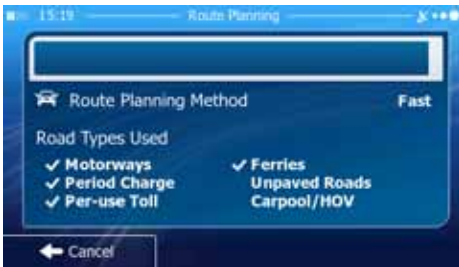 15:19 Route Planning
Route Planning Method Fast
Road Types Used
Motorways Ferries
Period Charge Unpaved Roads
Per-use Toll Carpool/HOV
Cancel